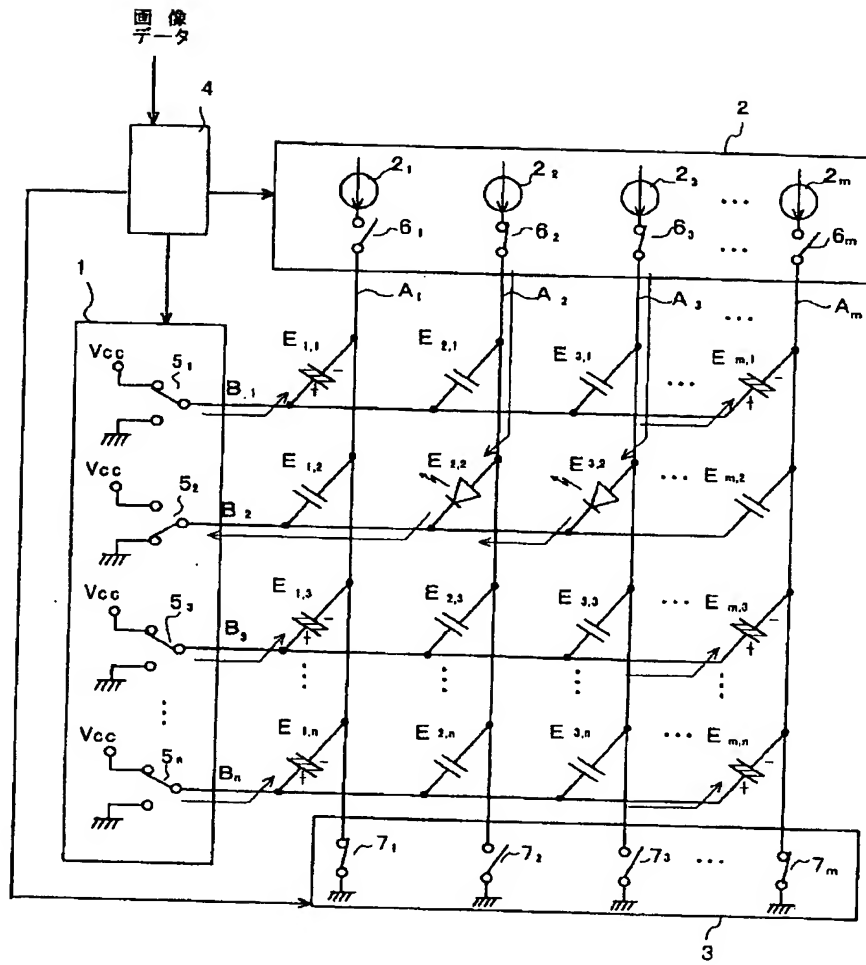 画像
データ
4
2
2₁ 2₂ 2₃ … 2m
6₁ 6₂ 6₃ … 6m
1
A₁ A₂ A₃ … Am
Vcc 5₁ B₁ E₁,₁ + - E₂,₁ E₃,₁ … Em,₁ + -
Vcc 5₂ B₂ E₁,₂ E₂,₂ E₃,₂ … Em,₂
Vcc 5₃ B₃ E₁,₃ + - E₂,₃ E₃,₃ … Em,₃ + -
Vcc 5n Bn E₁,n + - E₂,n E₃,n … Em,n + -
7₁ 7₂ 7₃ … 7m
3